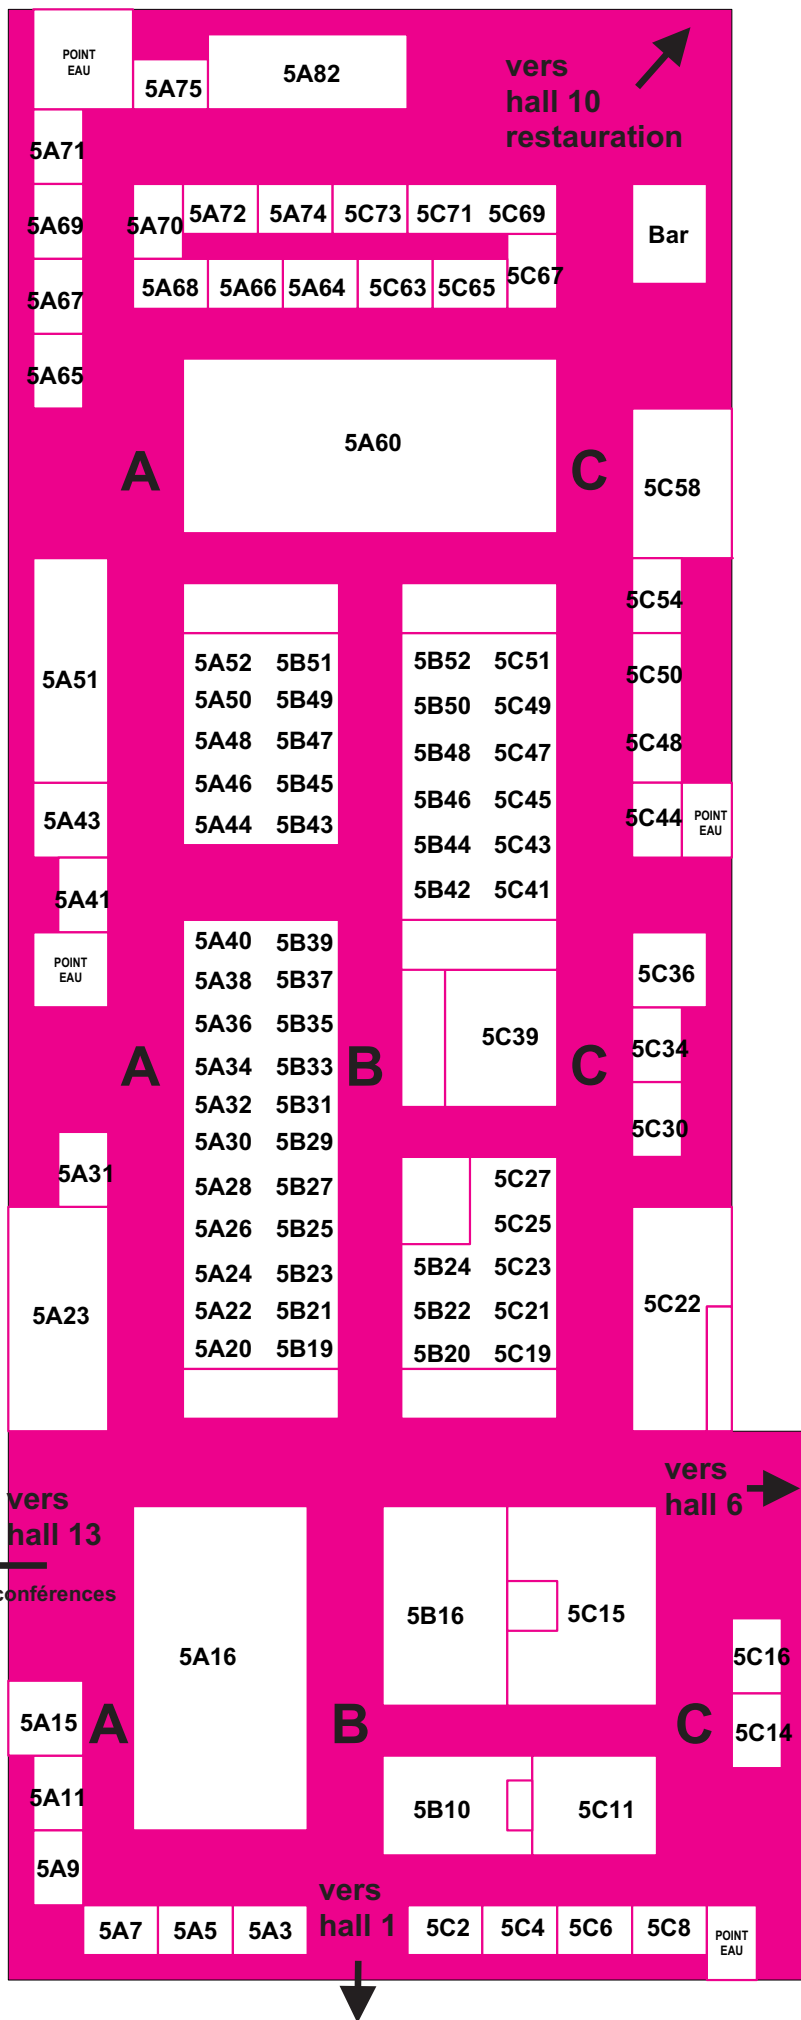 POINT
EAU
5A75
5A82
vers
hall 10
restauration
5A71
5A70
5A72
5A74
5C73
5C71
5C69
5A69
Bar
5A68
5A66
5A64
5C63
5C65
5C67
5A67
5A65
5A60
A
C
5C58
5C54
5A51
5A52 5B51
5B52 5C51
5C50
5A50 5B49
5B50 5C49
5A48 5B47
5B48 5C47
5C48
5A46 5B45
5B46 5C45
5A43
5A44 5B43
5B44 5C43
5C44
POINT
EAU
5A41
5B42 5C41
POINT
EAU
5A40 5B39
5A38 5B37
5C36
5A36 5B35
5C39
5C34
A
5A34 5B33
B
C
5A32 5B31
5C30
5A30 5B29
5A31
5A28 5B27
5C27
5A26 5B25
5C25
5A24 5B23
5B24 5C23
5A23
5A22 5B21
5B22 5C21
5C22
5A20 5B19
5B20 5C19
vers
hall 13
conférences
vers
hall 6
5A16
5B16
5C15
5C16
5A15
A
B
C
5C14
5A11
5B10
5C11
5A9
vers
hall 1
5A7
5A5
5A3
5C2
5C4
5C6
5C8
POINT
EAU